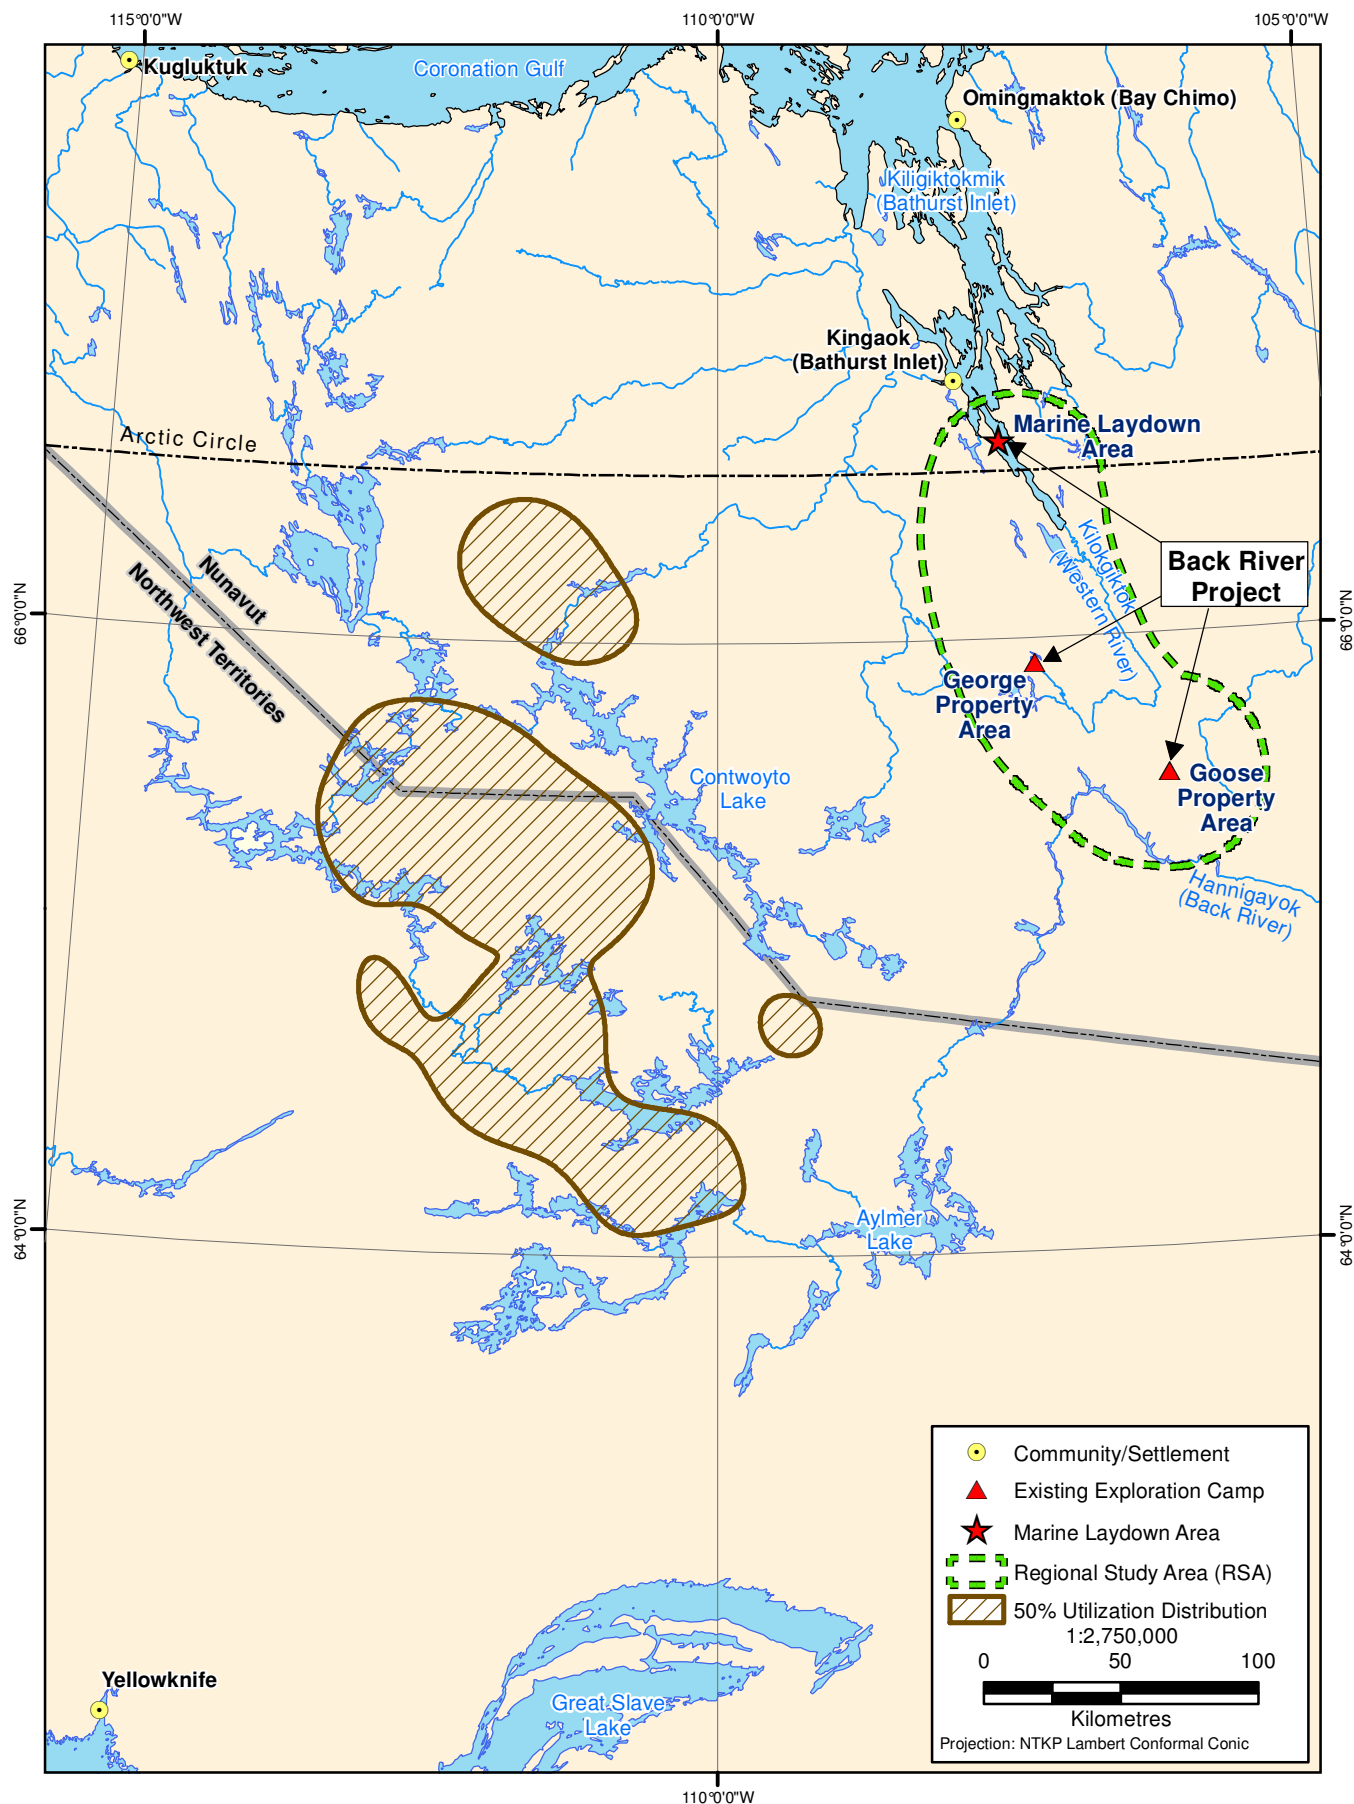 115°0'0"W
110°0'0"W
105°0'0"W
Kugluktuk
Coronation Gulf
Omingmaktok (Bay Chimo)
Kiligiktokmik
(Bathurst Inlet)
Kingaok
(Bathurst Inlet)
Marine Laydown
Area
Arctic Circle
Kilokgiktok
(Western River)
Back River
Project
Nunavut
Northwest Territories
66°0'0"N
66°0'0"N
George
Property
Area
Contwoyto
Lake
Goose
Property
Area
Hannigayok
(Back River)
64°0'0"N
64°0'0"N
Aylmer
Lake
Community/Settlement
Existing Exploration Camp
Marine Laydown Area
Regional Study Area (RSA)
50% Utilization Distribution
1:2,750,000
0 50 100
Kilometres
Projection: NTKP Lambert Conformal Conic
Yellowknife
Great Slave
Lake
110°0'0"W